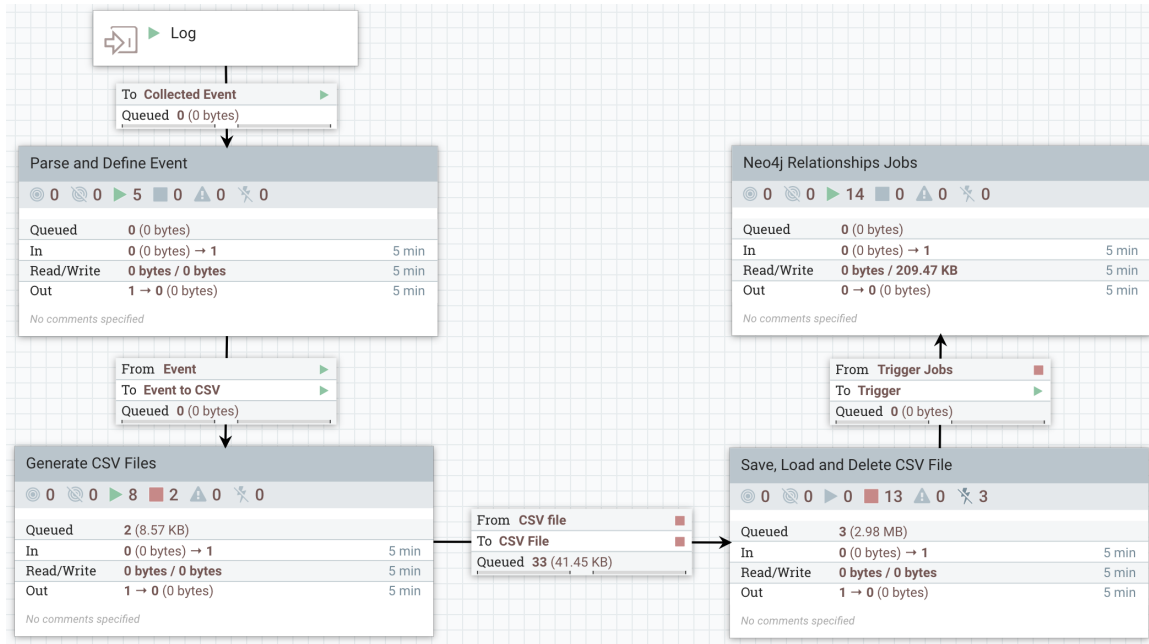 Log
To Collected Event
Queued 0 (0 bytes)
Parse and Define Event
0 0 5 0 0 0
Queued 0 (0 bytes)
In 0 (0 bytes) → 1 5 min
Read/Write 0 bytes / 0 bytes 5 min
Out 1 → 0 (0 bytes) 5 min
No comments specified
From Event
To Event to CSV
Queued 0 (0 bytes)
Generate CSV Files
0 0 8 2 0 0
Queued 2 (8.57 KB)
In 0 (0 bytes) → 1 5 min
Read/Write 0 bytes / 0 bytes 5 min
Out 1 → 0 (0 bytes) 5 min
No comments specified
From CSV file
To CSV File
Queued 33 (41.45 KB)
Save, Load and Delete CSV File
0 0 0 13 0 3
Queued 3 (2.98 MB)
In 0 (0 bytes) → 1 5 min
Read/Write 0 bytes / 0 bytes 5 min
Out 1 → 0 (0 bytes) 5 min
No comments specified
From Trigger Jobs
To Trigger
Queued 0 (0 bytes)
Neo4j Relationships Jobs
0 0 14 0 0 0
Queued 0 (0 bytes)
In 0 (0 bytes) → 1 5 min
Read/Write 0 bytes / 209.47 KB 5 min
Out 0 → 0 (0 bytes) 5 min
No comments specified